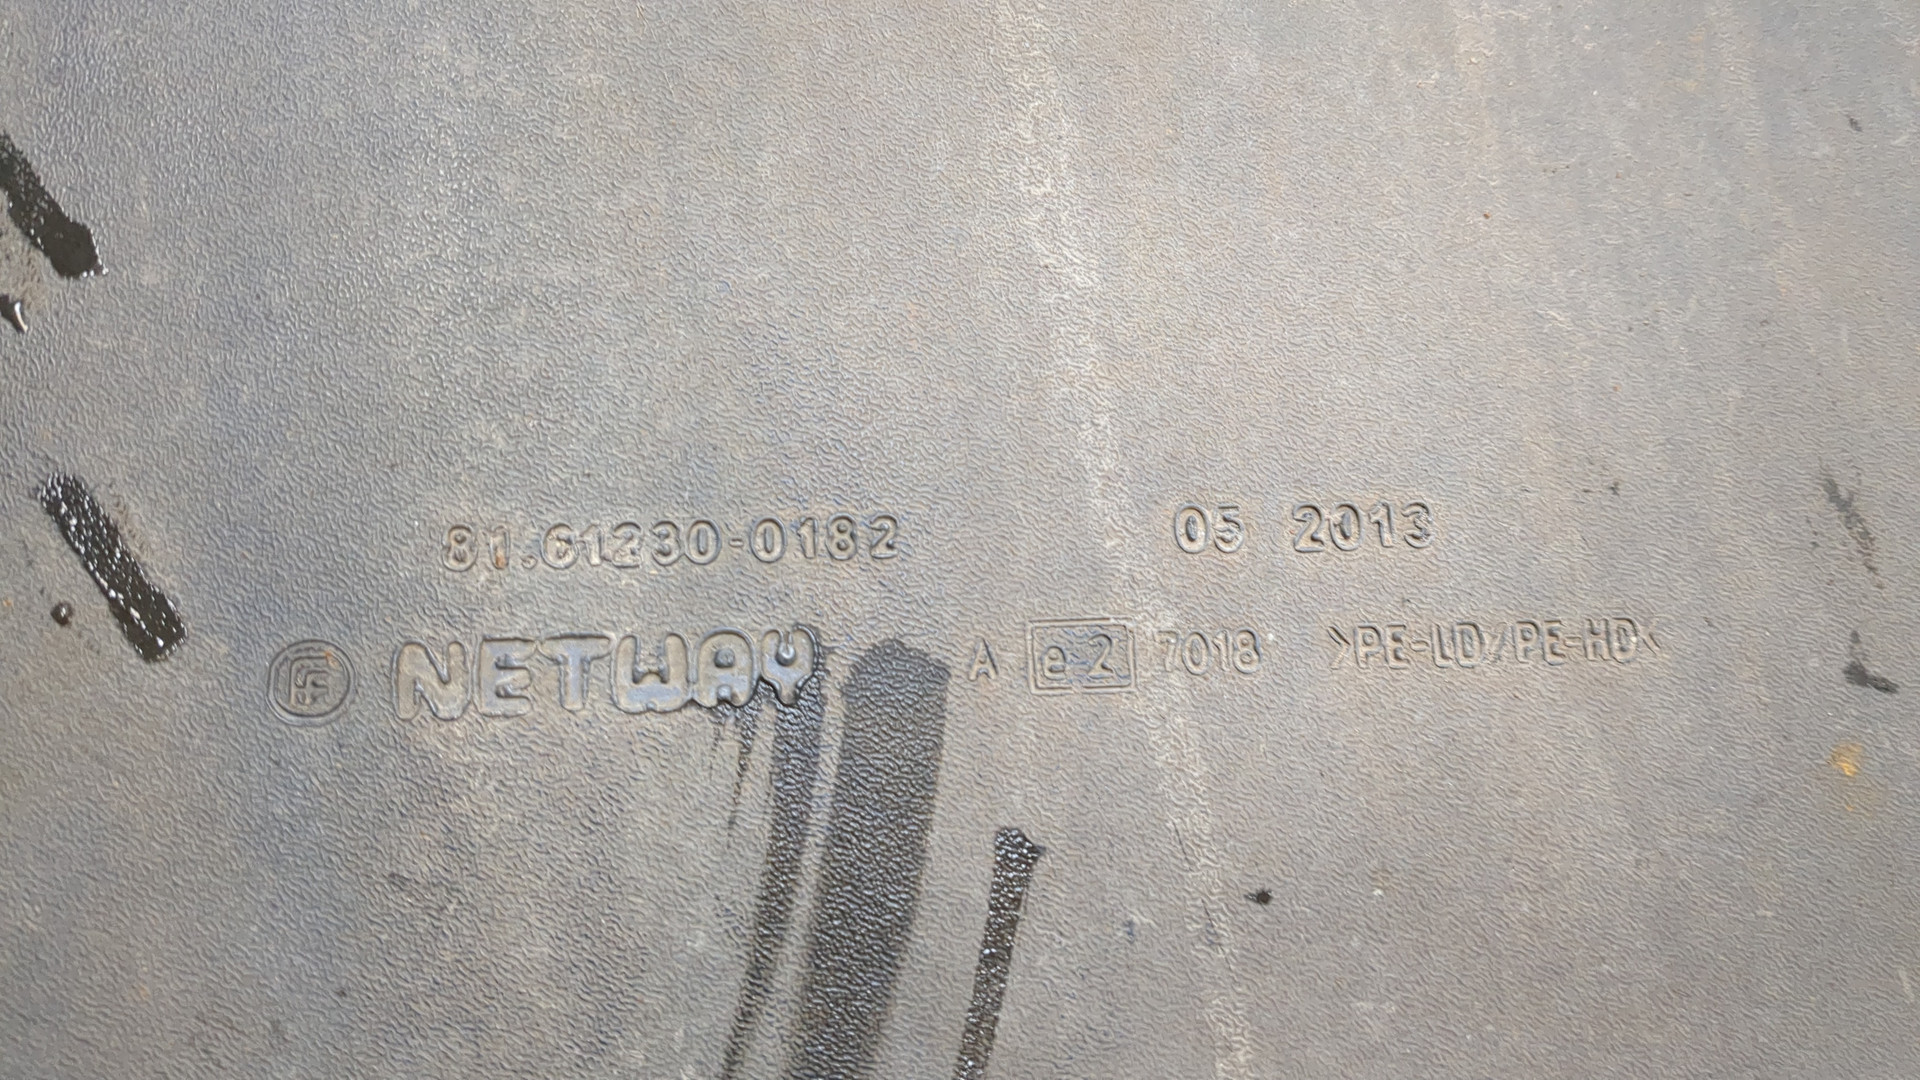 81.61230-0182 05 2013
NETWAY A e2 7018 >PE-LD/PE-HD<